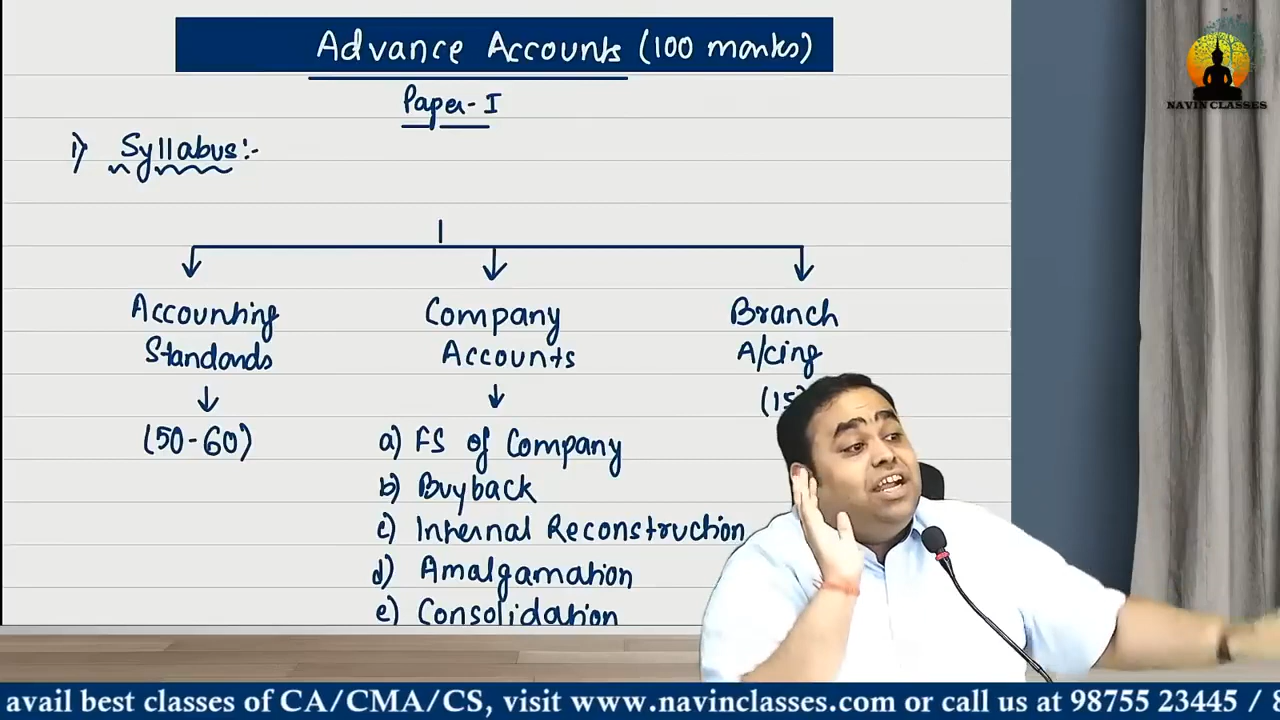 Advance Accounts (100 marks)
Paper-I
NAVIN CLASSES
1) Syllabus:-
Accounting
Standards
(50-60)
Company
Accounts
a) FS of Company
b) Buyback
c) Internal Reconstruction
d) Amalgamation
e) Consolidation
Branch
A/cing
(15
avail best classes of CA/CMA/CS, visit www.navinclasses.com or call us at 98755 23445 / 8